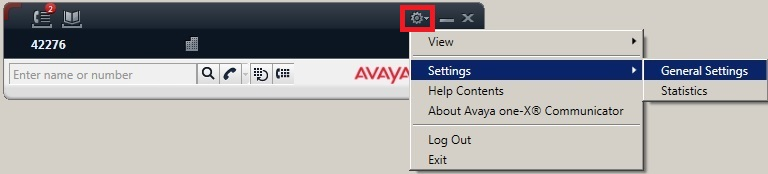 2
42276
View
Enter name or number
AVAYA
Settings
General Settings
Help Contents
Statistics
About Avaya one-X® Communicator
Log Out
Exit